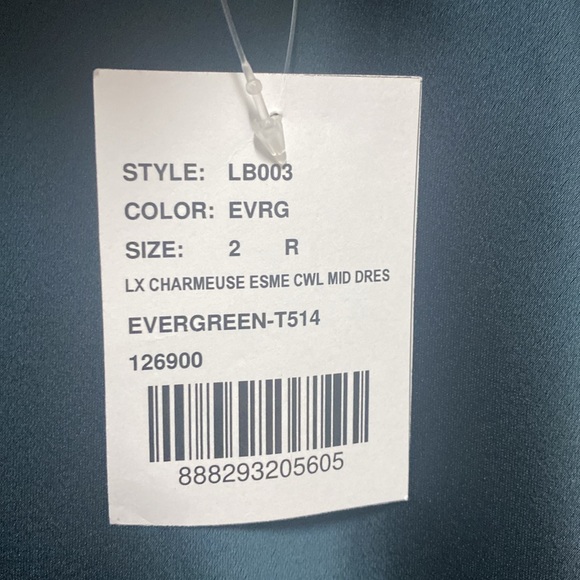 STYLE: LB003
COLOR: EVRG
SIZE: 2 R
LX CHARMEUSE ESME CWL MID DRES
EVERGREEN-T514
126900
888293205605